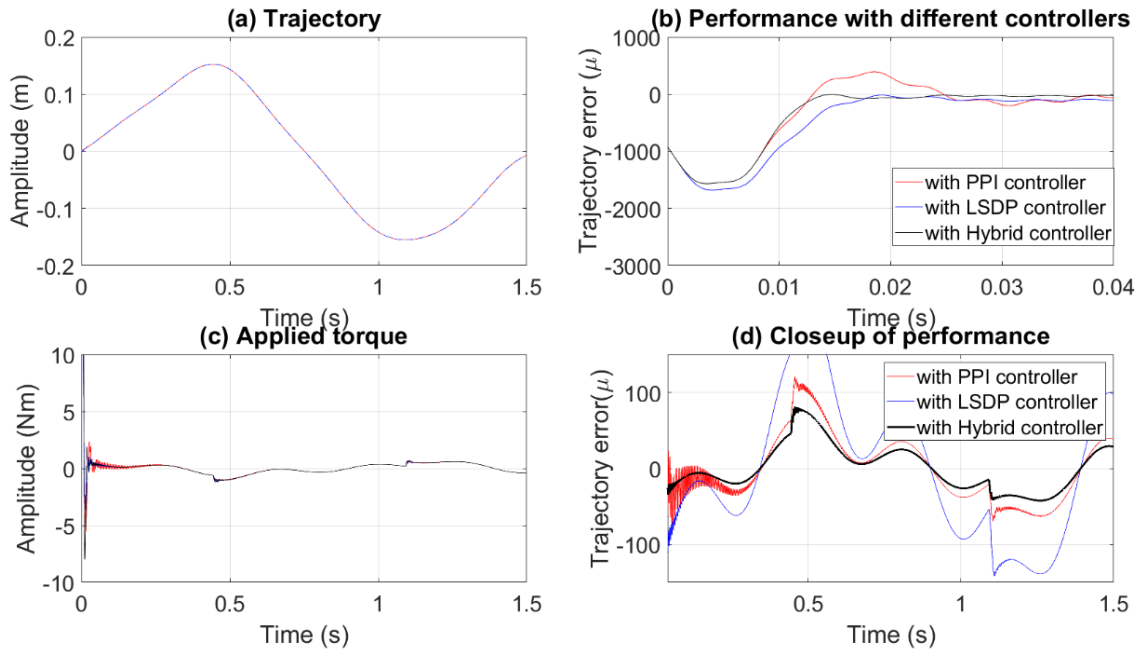 (a) Trajectory
0.2
0.1
0
-0.1
-0.2
Amplitude (m)
0 0.5 1 1.5
Time (s)
(b) Performance with different controllers
1000
0
-1000
-2000
-3000
Trajectory error (μ)
with PPI controller
with LSDP controller
with Hybrid controller
0 0.01 0.02 0.03 0.04
Time (s)
(c) Applied torque
10
5
0
-5
-10
Amplitude (Nm)
0 0.5 1 1.5
Time (s)
(d) Closeup of performance
100
0
-100
Trajectory error(μ)
with PPI controller
with LSDP controller
with Hybrid controller
0.5 1 1.5
Time (s)